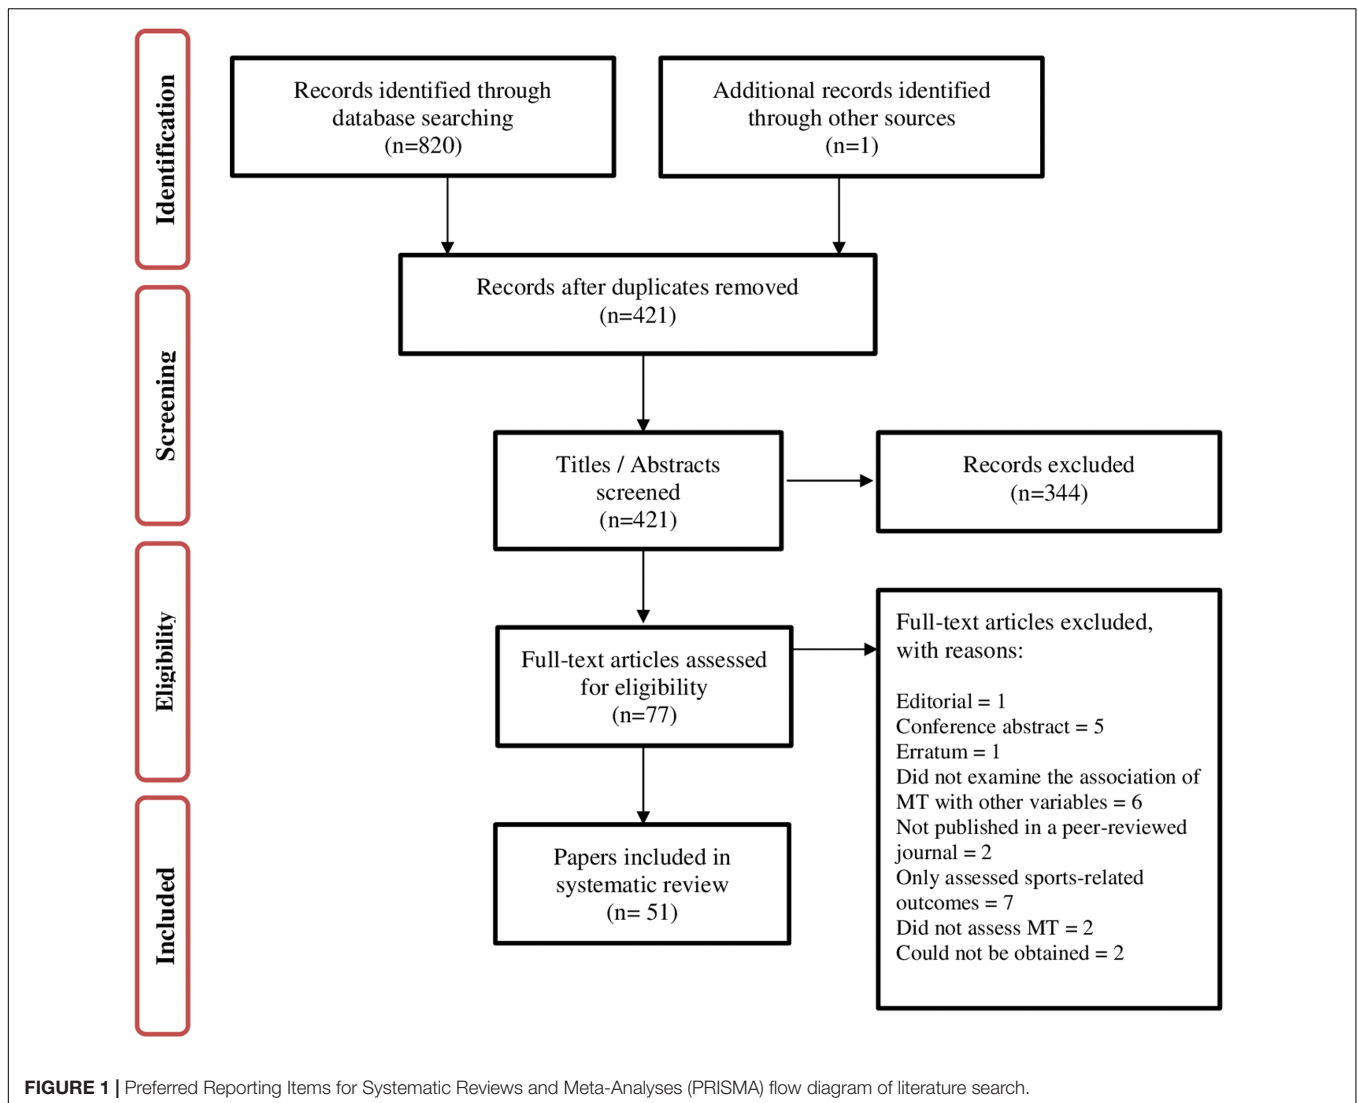 Identification
Records identified through
database searching
(n=820)
Additional records identified
through other sources
(n=1)
Records after duplicates removed
(n=421)
Screening
Titles / Abstracts
screened
(n=421)
Records excluded
(n=344)
Eligibility
Full-text articles assessed
for eligibility
(n=77)
Full-text articles excluded,
with reasons:
Editorial = 1
Conference abstract = 5
Erratum = 1
Did not examine the association of
MT with other variables = 6
Not published in a peer-reviewed
journal = 2
Only assessed sports-related
outcomes = 7
Did not assess MT = 2
Could not be obtained = 2
Included
Papers included in
systematic review
(n= 51)
FIGURE 1 | Preferred Reporting Items for Systematic Reviews and Meta-Analyses (PRISMA) flow diagram of literature search.